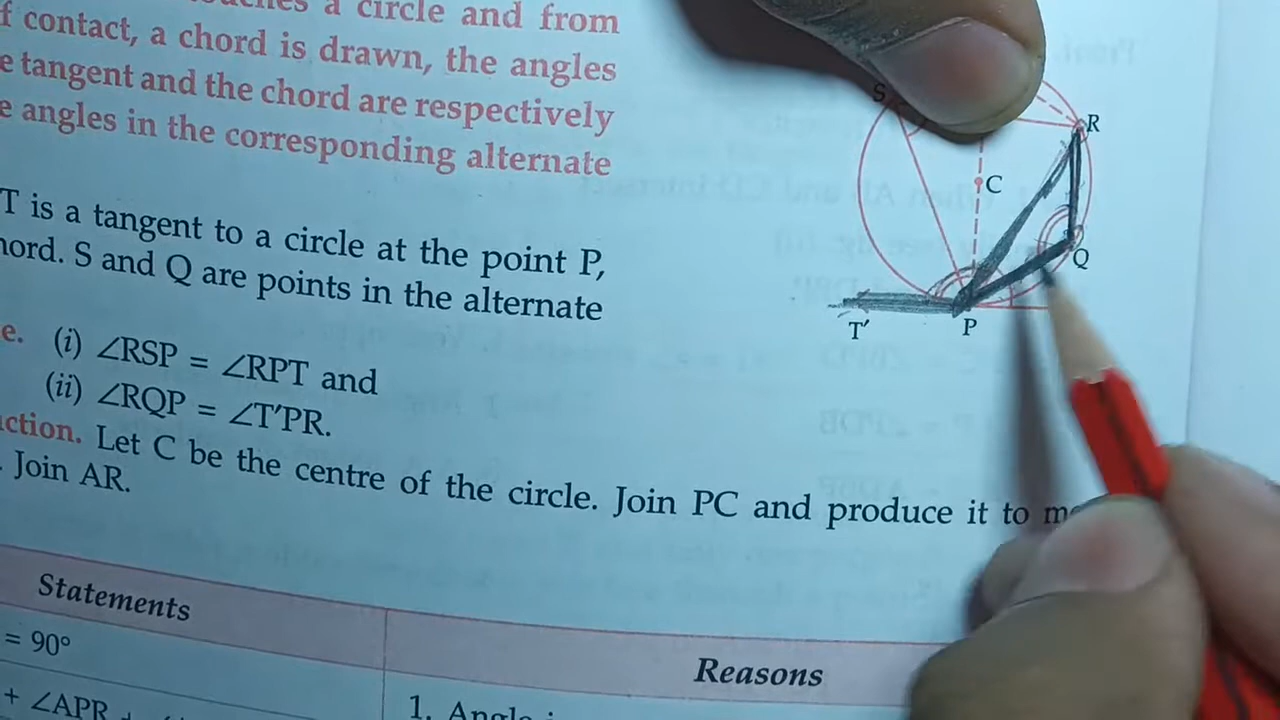 a circle and from
f contact, a chord is drawn, the angles
e tangent and the chord are respectively
e angles in the corresponding alternate
T is a tangent to a circle at the point P,
S and Q are points in the alternate
e. (i) ∠RSP = ∠RPT and
(ii) ∠RQP = ∠T′PR.
Let C be the centre of the circle. Join PC and produce it to
Join AR.
Statements
Reasons
= 90°
+ ∠APR +
1. Angle
S
R
C
Q
T′
P